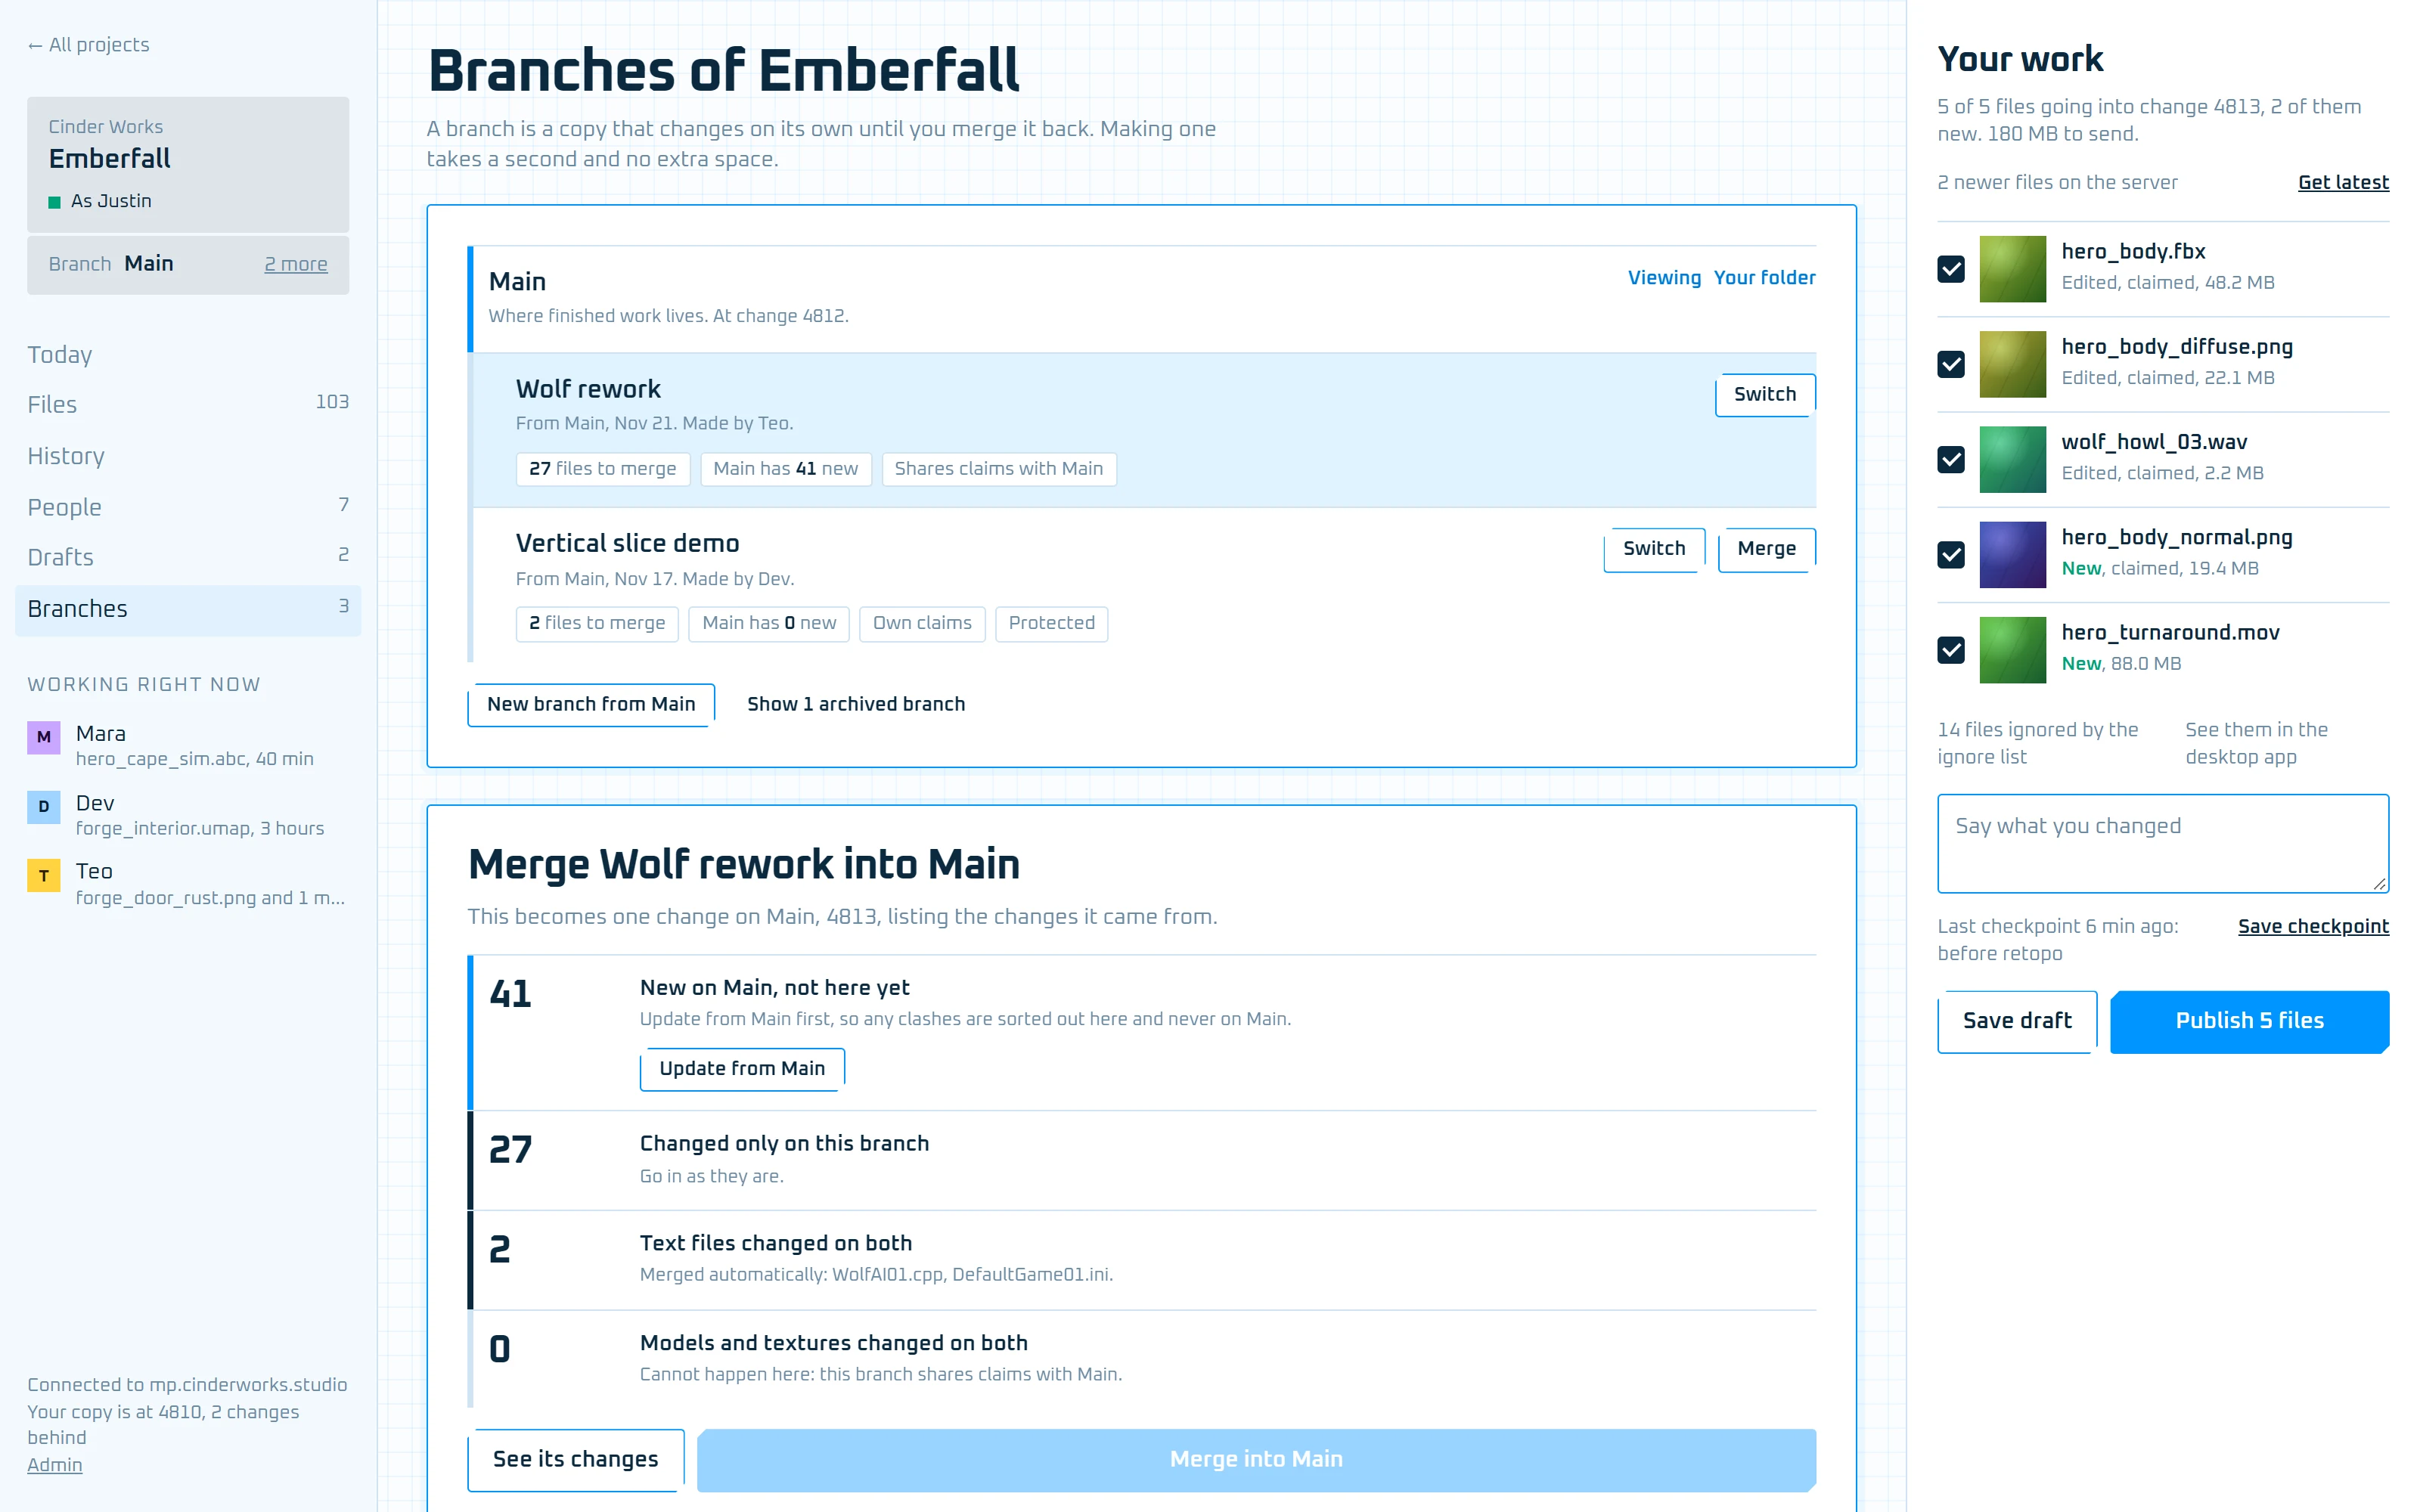 ← All projects
Cinder Works
Emberfall
As Justin
Branch Main 2 more
Today
Files 103
History
People 7
Drafts 2
Branches 3
WORKING RIGHT NOW
M
Mara
hero_cape_sim.abc, 40 min
D
Dev
forge_interior.umap, 3 hours
T
Teo
forge_door_rust.png and 1 m...
Connected to mp.cinderworks.studio
Your copy is at 4810, 2 changes
behind
Admin
Branches of Emberfall
A branch is a copy that changes on its own until you merge it back. Making one
takes a second and no extra space.
Main Viewing Your folder
Where finished work lives. At change 4812.
Wolf rework Switch
From Main, Nov 21. Made by Teo.
27 files to merge Main has 41 new Shares claims with Main
Vertical slice demo Switch Merge
From Main, Nov 17. Made by Dev.
2 files to merge Main has 0 new Own claims Protected
New branch from Main Show 1 archived branch
Merge Wolf rework into Main
This becomes one change on Main, 4813, listing the changes it came from.
41 New on Main, not here yet
Update from Main first, so any clashes are sorted out here and never on Main.
Update from Main
27 Changed only on this branch
Go in as they are.
2 Text files changed on both
Merged automatically: WolfAI01.cpp, DefaultGame01.ini.
0 Models and textures changed on both
Cannot happen here: this branch shares claims with Main.
See its changes Merge into Main
Your work
5 of 5 files going into change 4813, 2 of them
new. 180 MB to send.
2 newer files on the server Get latest
hero_body.fbx
Edited, claimed, 48.2 MB
hero_body_diffuse.png
Edited, claimed, 22.1 MB
wolf_howl_03.wav
Edited, claimed, 2.2 MB
hero_body_normal.png
New, claimed, 19.4 MB
hero_turnaround.mov
New, 88.0 MB
14 files ignored by the
ignore list
See them in the
desktop app
Say what you changed
Last checkpoint 6 min ago:
before retopo
Save checkpoint
Save draft Publish 5 files